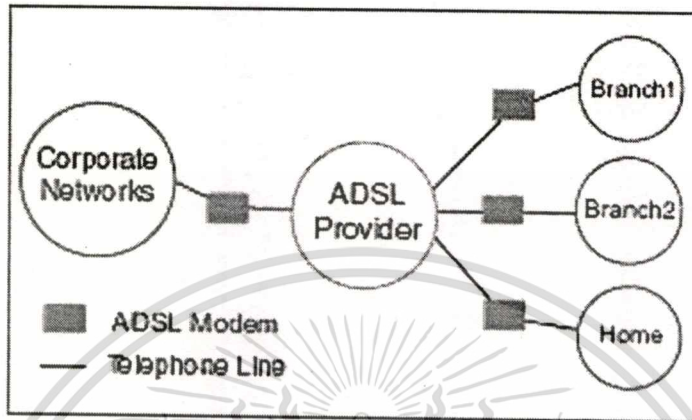 Corporate
Networks
ADSL
Provider
Branch1
Branch2
Home
ADSL Modem
Telephone Line